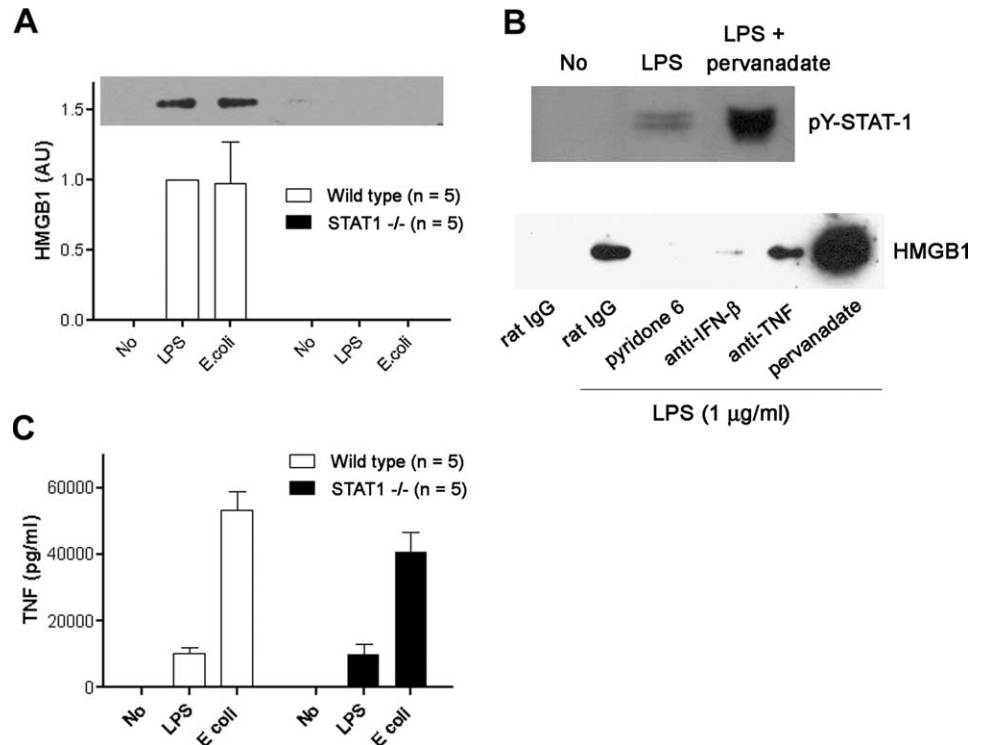 A
HMGB1 (AU)
1.5
1.0
0.5
0.0
Wild type (n = 5)
STAT1 -/- (n = 5)
No
LPS
E.coli
No
LPS
E.coli
B
No
LPS
LPS +
pervanadate
pY-STAT-1
HMGB1
rat IgG
rat IgG
pyridone 6
anti-IFN-β
anti-TNF
pervanadate
LPS (1 μg/ml)
C
TNF (pg/ml)
60000
40000
20000
0
Wild type (n = 5)
STAT1 -/- (n = 5)
No
LPS
E coli
No
LPS
E coli